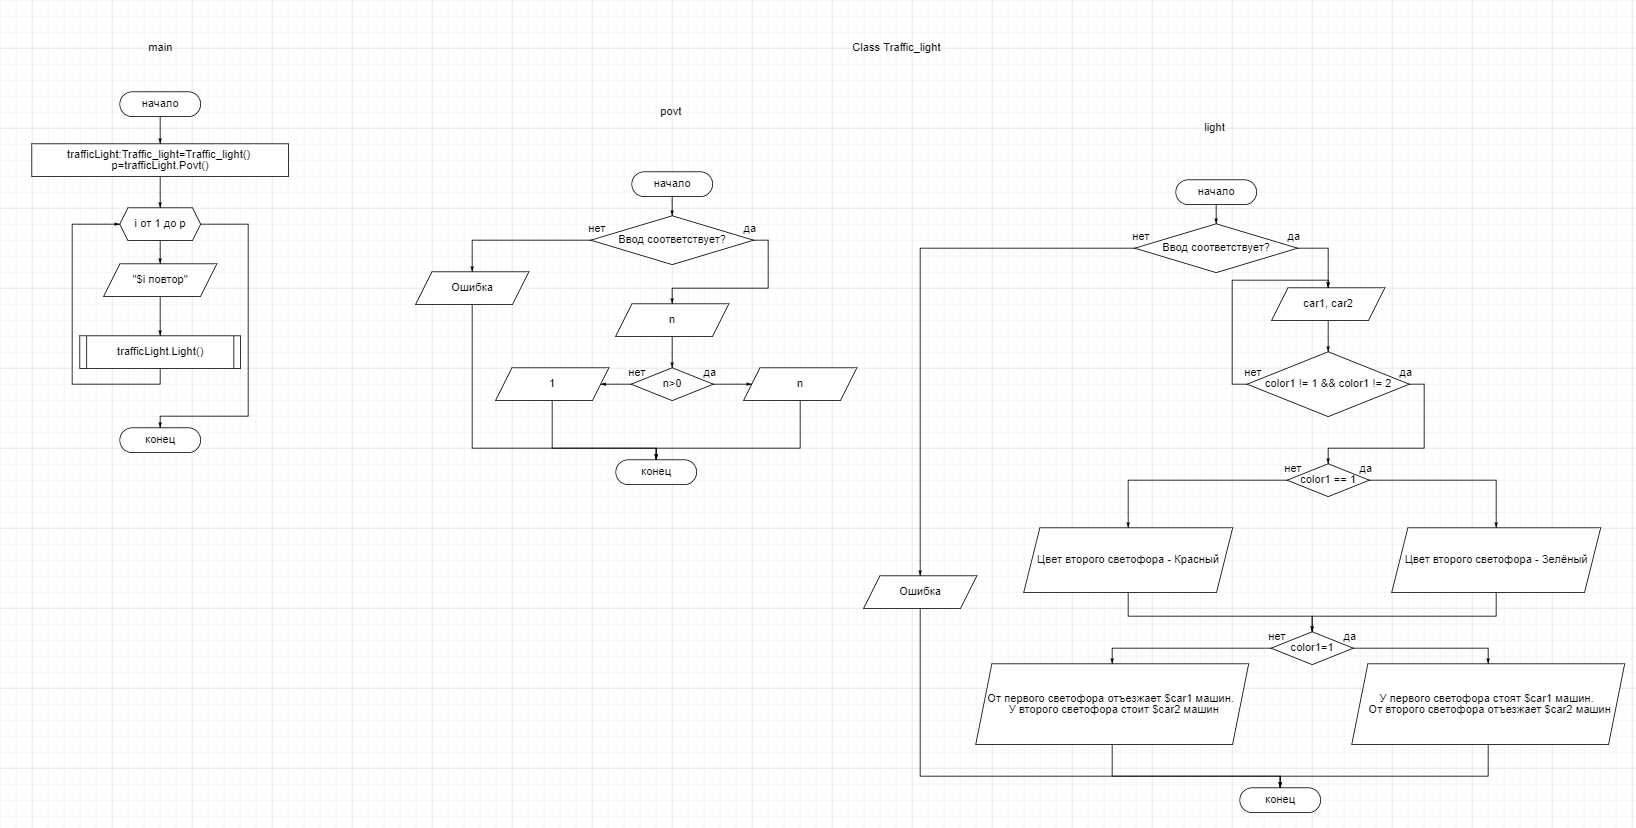 main
Class Traffic_light
начало
trafficLight:Traffic_light=Traffic_light()
p=trafficLight.Povt()
i от 1 до p
"$i повтор"
trafficLight.Light()
конец
povt
начало
нет
да
Ввод соответствует?
Ошибка
n
нет
да
1
n>0
n
конец
light
начало
нет
да
Ввод соответствует?
car1, car2
нет
да
color1 != 1 && color1 != 2
нет
да
color1 == 1
Цвет второго светофора - Красный
Цвет второго светофора - Зелёный
Ошибка
нет
да
color1=1
От первого светофора отъезжает $car1 машин.
У второго светофора стоит $car2 машин
У первого светофора стоят $car1 машин.
От второго светофора отъезжает $car2 машин
конец